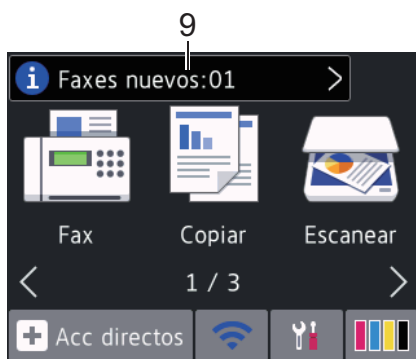 9
Faxes nuevos:01
Fax Copiar Escanear
1 / 3
Acc directos